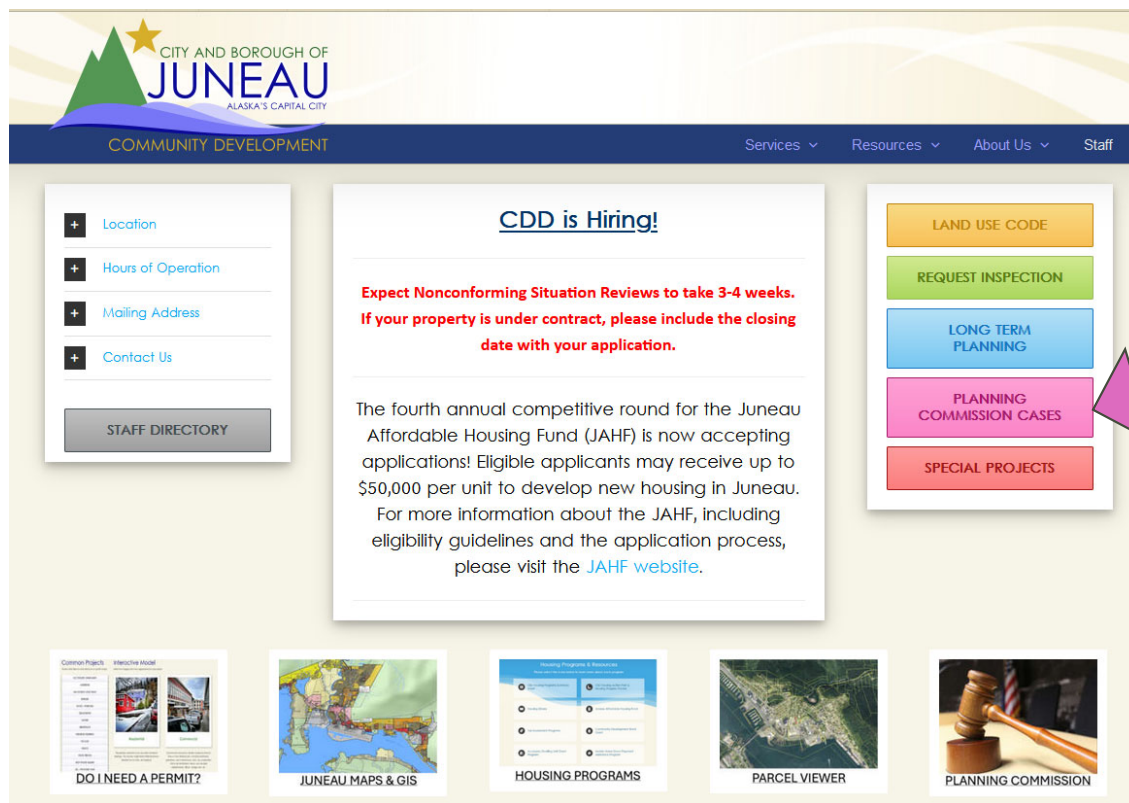 CITY AND BOROUGH OF
JUNEAU
ALASKA'S CAPITAL CITY
COMMUNITY DEVELOPMENT
Services
Resources
About Us
Staff
Location
Hours of Operation
Mailing Address
Contact Us
STAFF DIRECTORY
CDD is Hiring!
Expect Nonconforming Situation Reviews to take 3-4 weeks.
If your property is under contract, please include the closing
date with your application.
The fourth annual competitive round for the Juneau
Affordable Housing Fund (JAHF) is now accepting
applications! Eligible applicants may receive up to
$50,000 per unit to develop new housing in Juneau.
For more information about the JAHF, including
eligibility guidelines and the application process,
please visit the JAHF website.
LAND USE CODE
REQUEST INSPECTION
LONG TERM
PLANNING
PLANNING
COMMISSION CASES
SPECIAL PROJECTS
Common Projects
Interactive Model
DO I NEED A PERMIT?
JUNEAU MAPS & GIS
Housing Programs & Resources
HOUSING PROGRAMS
PARCEL VIEWER
PLANNING COMMISSION